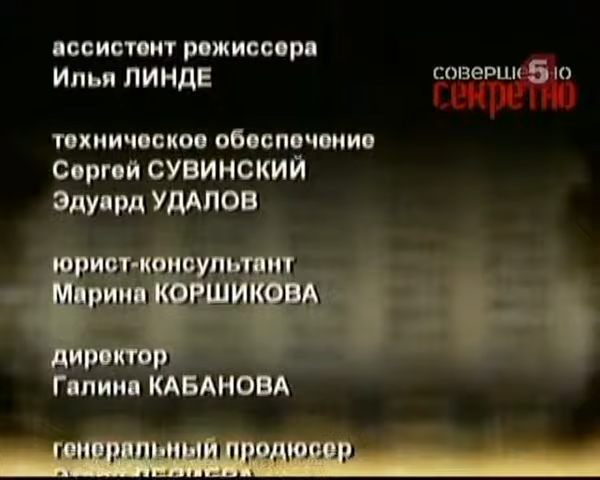 ассистент режиссера
Илья ЛИНДЕ
техническое обеспечение
Сергей СУВИНСКИЙ
Эдуард УДАЛОВ
юрист-консультант
Марина КОРШИКОВА
директор
Галина КАБАНОВА
генеральный продюсер
5
секретно